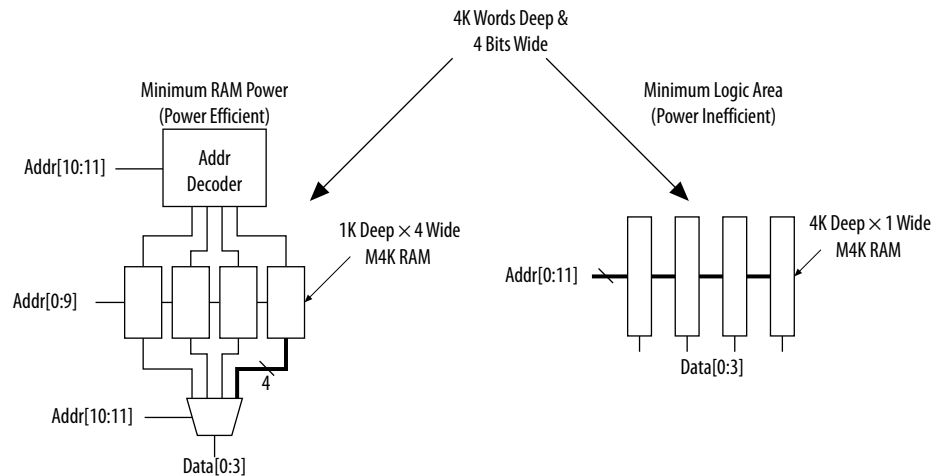 4K Words Deep &
4 Bits Wide
Minimum RAM Power
(Power Efficient)
Minimum Logic Area
(Power Inefficient)
Addr[10:11]
Addr
Decoder
1K Deep × 4 Wide
M4K RAM
4K Deep × 1 Wide
M4K RAM
Addr[0:9]
Addr[0:11]
4
Data[0:3]
Addr[10:11]
Data[0:3]